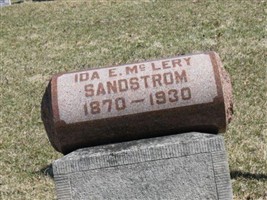 IDA E. McLERY
SANDSTROM
1870-1930